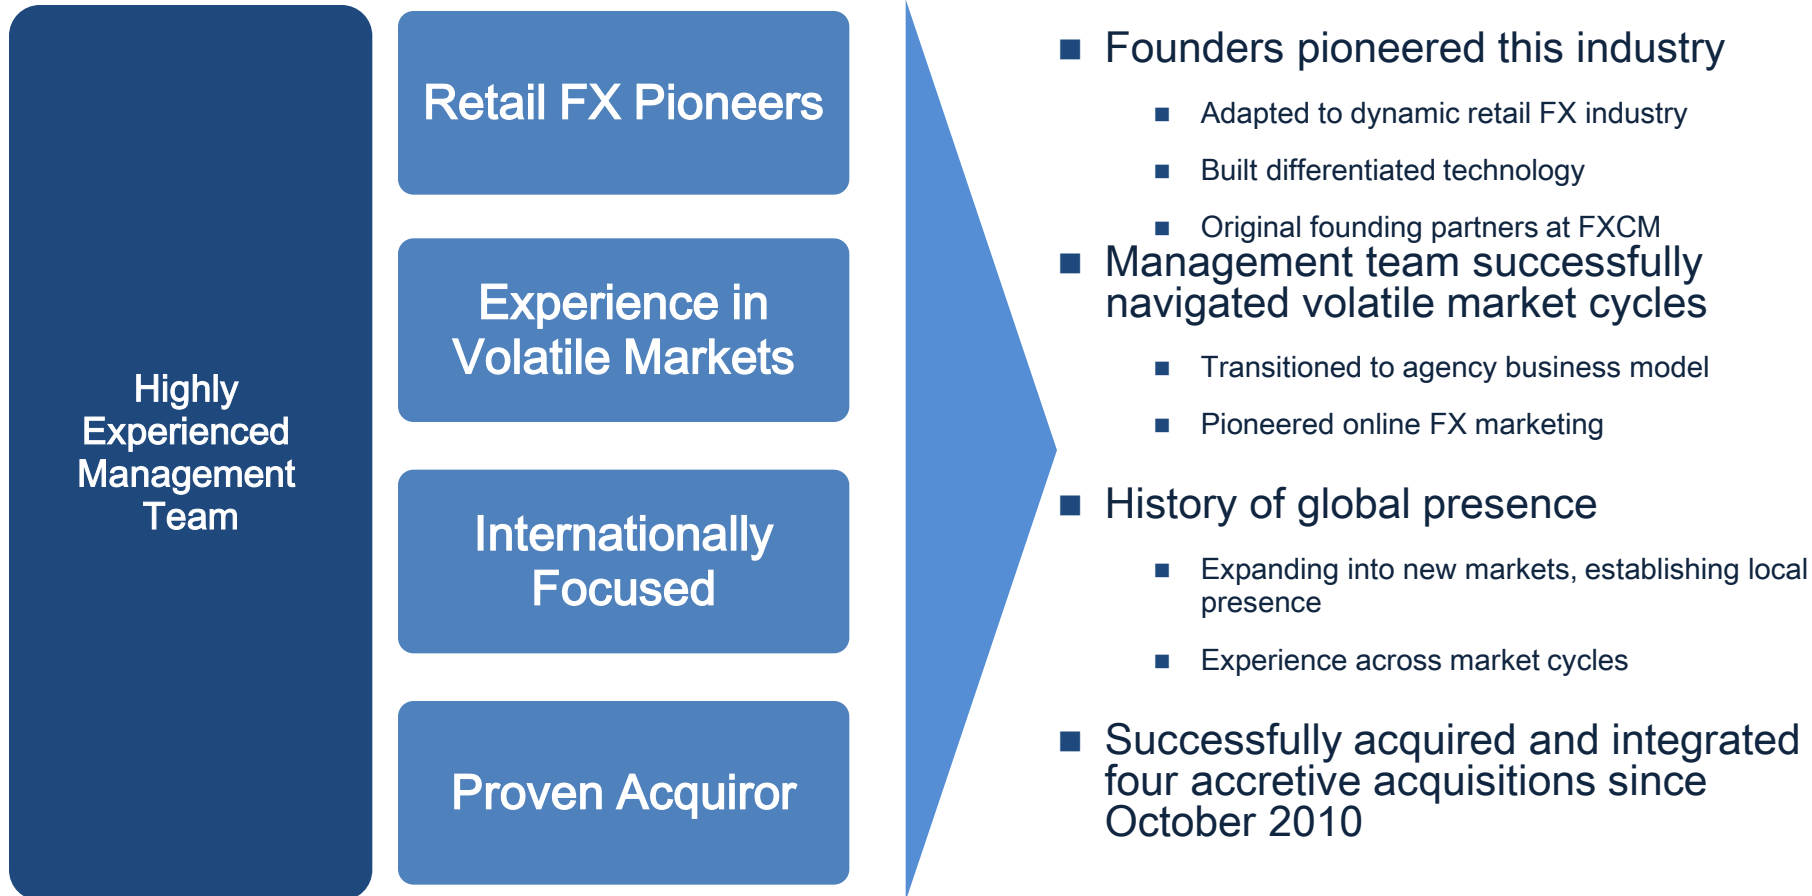 Highly
Experienced
Management
Team
Retail FX Pioneers
Experience in
Volatile Markets
Internationally
Focused
Proven Acquiror
■ Founders pioneered this industry
■ Adapted to dynamic retail FX industry
■ Built differentiated technology
■ Original founding partners at FXCM
■ Management team successfully
navigated volatile market cycles
■ Transitioned to agency business model
■ Pioneered online FX marketing
■ History of global presence
■ Expanding into new markets, establishing local
presence
■ Experience across market cycles
■ Successfully acquired and integrated
four accretive acquisitions since
October 2010